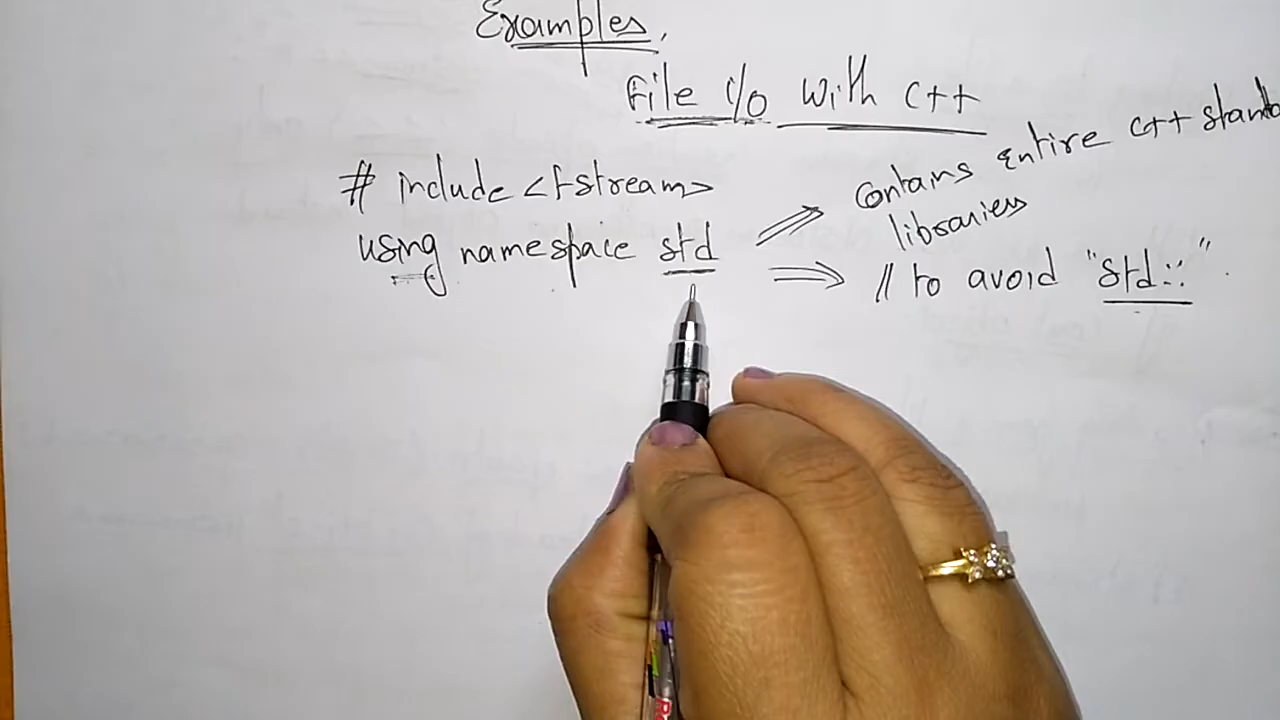 Examples,
File I/O with C++
# include <fstream>
Contains entire C++ standa
libraries
using namespace std
// to avoid "std::".